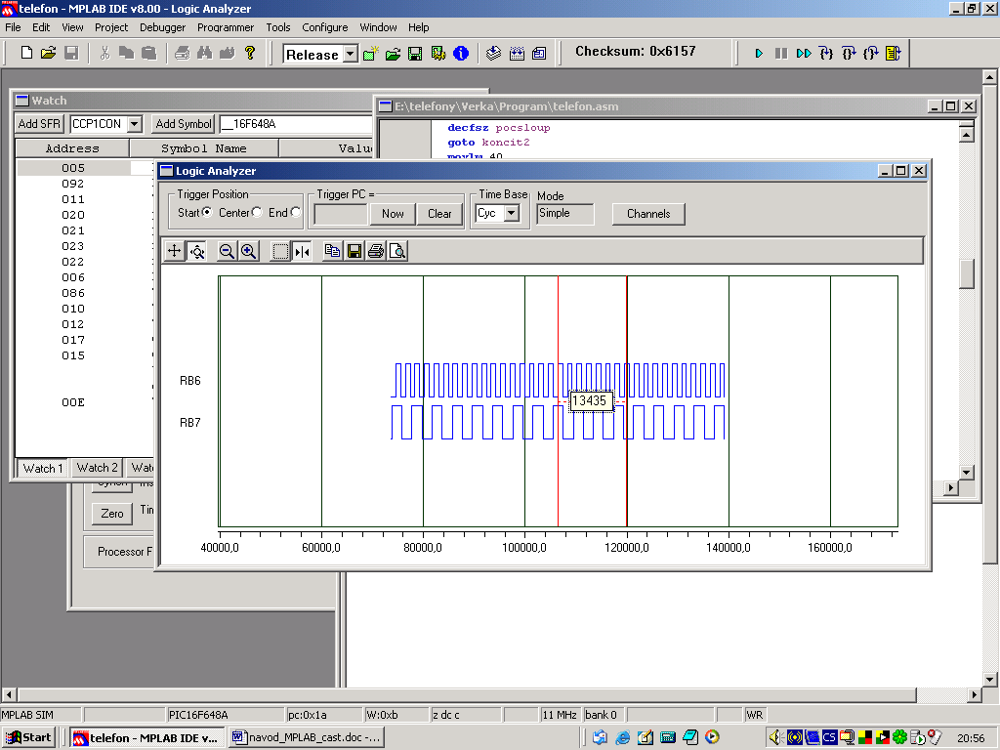 telefon - MPLAB IDE v8.00 - Logic Analyzer
File Edit View Project Debugger Programmer Tools Configure Window Help
Release Checksum: 0x6157
Watch
Add SFR CCP1CON Add Symbol __16F648A
Address Symbol Name Valu
005
092
011
020
021
023
022
006
086
010
012
017
015
00E
Watch 1 Watch 2 Wat
E:\telefony\Verka\Program\telefon.asm
decfsz pocsloup
goto koncit2
movlw 40
Logic Analyzer
Trigger Position Trigger PC = Time Base Mode
Start Center End Now Clear Cyc Simple Channels
RB6
13435
RB7
40000,0 80000,0 100000,0 120000,0 140000,0 160000,0
Zero Tim
Processor F
MPLAB SIM PIC16F648A pc:0x1a W:0xb z dc c 11 MHz bank 0 WR
Start telefon - MPLAB IDE v... navod_MPLAB_cast.doc -... CS 20:56